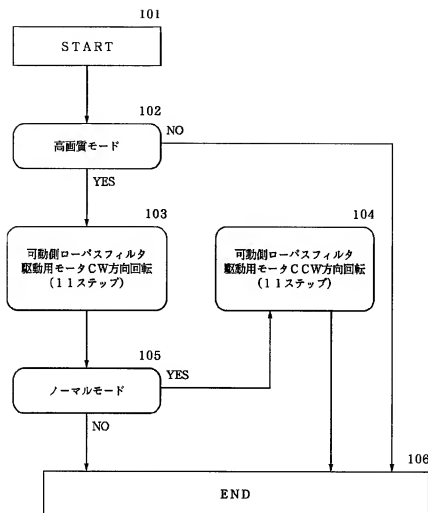 101
START
102
高画質モード
NO
YES
103
可動側ローパスフィルタ
駆動用モータCW方向回転
(11ステップ)
104
可動側ローパスフィルタ
駆動用モータCCW方向回転
(11ステップ)
105
ノーマルモード
YES
NO
106
END